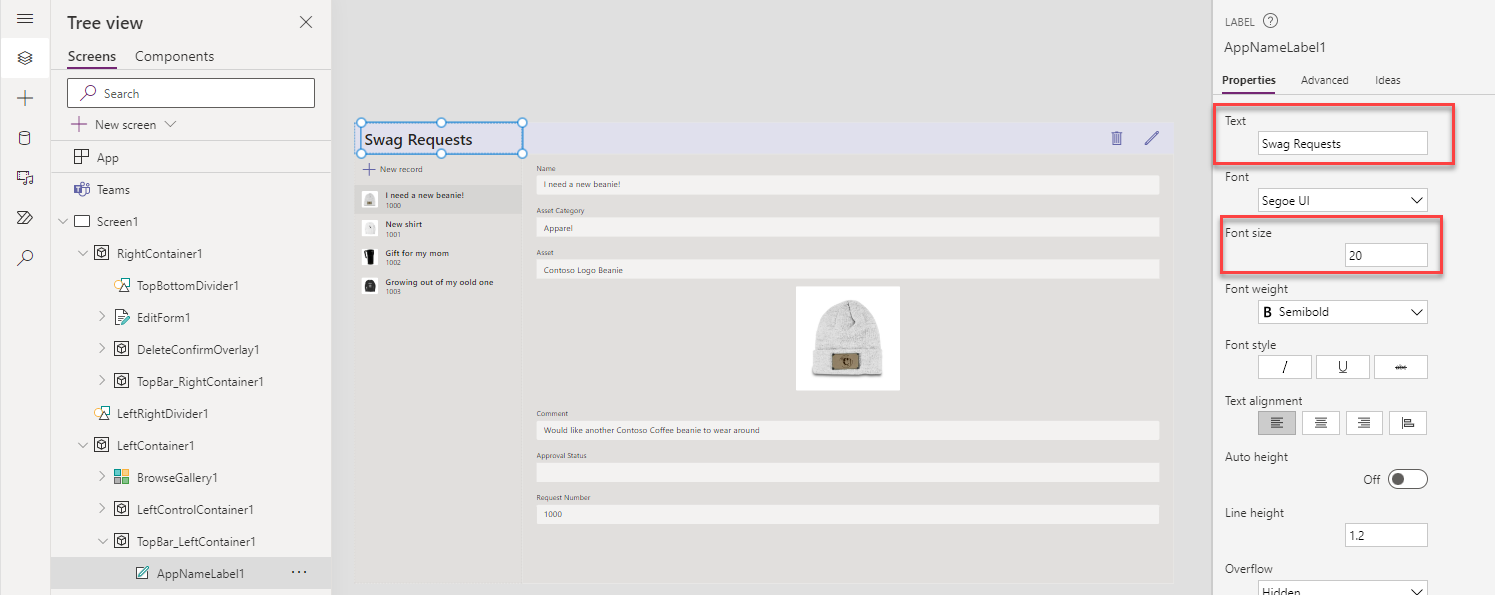 Tree view
Screens
Components
Search
New screen
App
Teams
Screen1
RightContainer1
TopBottomDivider1
EditForm1
DeleteConfirmOverlay1
TopBar_RightContainer1
LeftRightDivider1
LeftContainer1
BrowseGallery1
LeftControlContainer1
TopBar_LeftContainer1
AppNameLabel1
Swag Requests
New record
I need a new beanie!
1000
New shirt
1001
Gift for my mom
1002
Growing out of my oold one
1003
Name
I need a new beanie!
Asset Category
Apparel
Asset
Contoso Logo Beanie
Comment
Would like another Contoso Coffee beanie to wear around
Approval Status
Request Number
1000
LABEL
AppNameLabel1
Properties
Advanced
Ideas
Text
Swag Requests
Font
Segoe UI
Font size
20
Font weight
B Semibold
Font style
/
U
abc
Text alignment
Auto height
Off
Line height
1.2
Overflow
Hidden